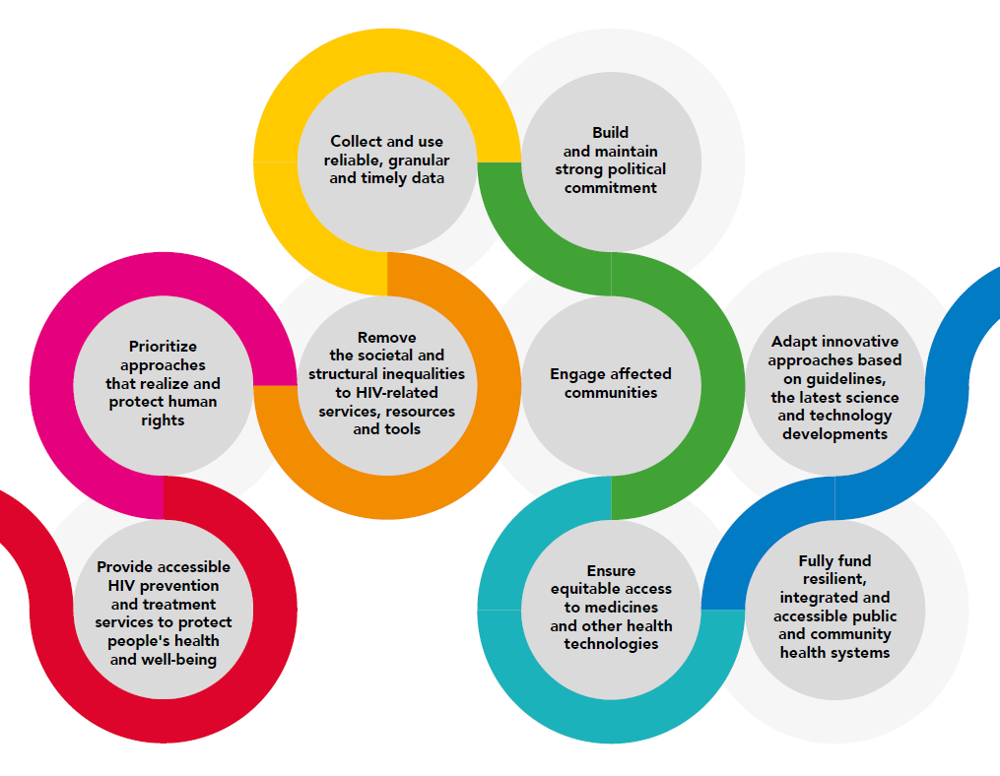 Collect and use
reliable, granular
and timely data
Build
and maintain
strong political
commitment
Prioritize
approaches
that realize and
protect human
rights
Remove
the societal and
structural inequalities
to HIV-related
services, resources
and tools
Engage affected
communities
Adapt innovative
approaches based
on guidelines,
the latest science
and technology
developments
Provide accessible
HIV prevention
and treatment
services to protect
people's health
and well-being
Ensure
equitable access
to medicines
and other health
technologies
Fully fund
resilient,
integrated and
accessible public
and community
health systems